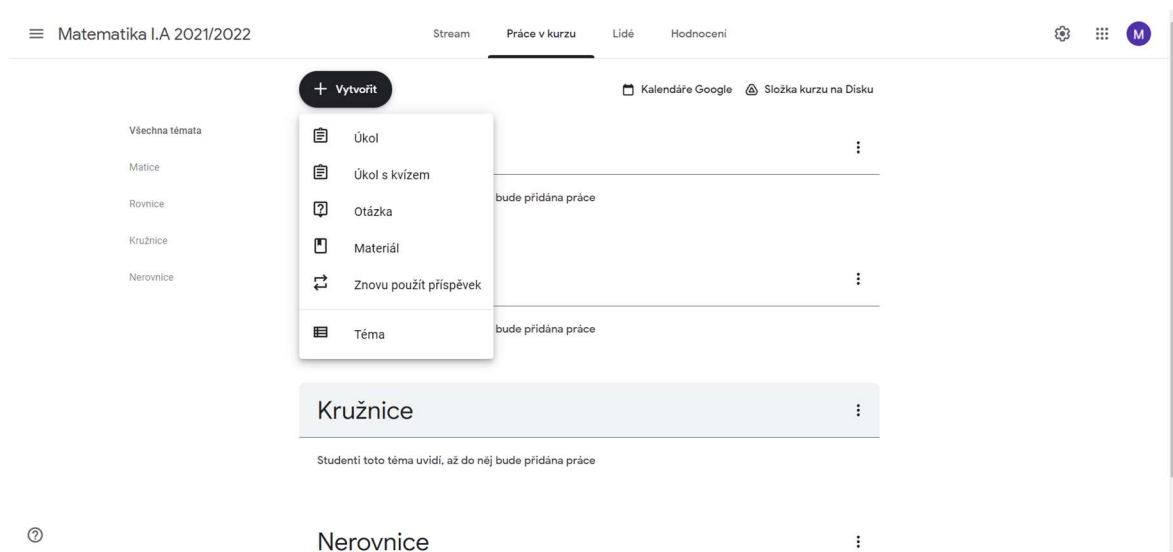 Matematika I.A 2021/2022
Stream
Práce v kurzu
Lidé
Hodnocení
M
Vytvořit
Kalendáře Google
Složka kurzu na Disku
Všechna témata
Matice
Rovnice
Kružnice
Nerovnice
Úkol
Úkol s kvízem
Otázka
Materiál
Znovu použít příspěvek
Téma
bude přidána práce
bude přidána práce
Kružnice
Studenti toto téma uvidí, až do něj bude přidána práce
Nerovnice